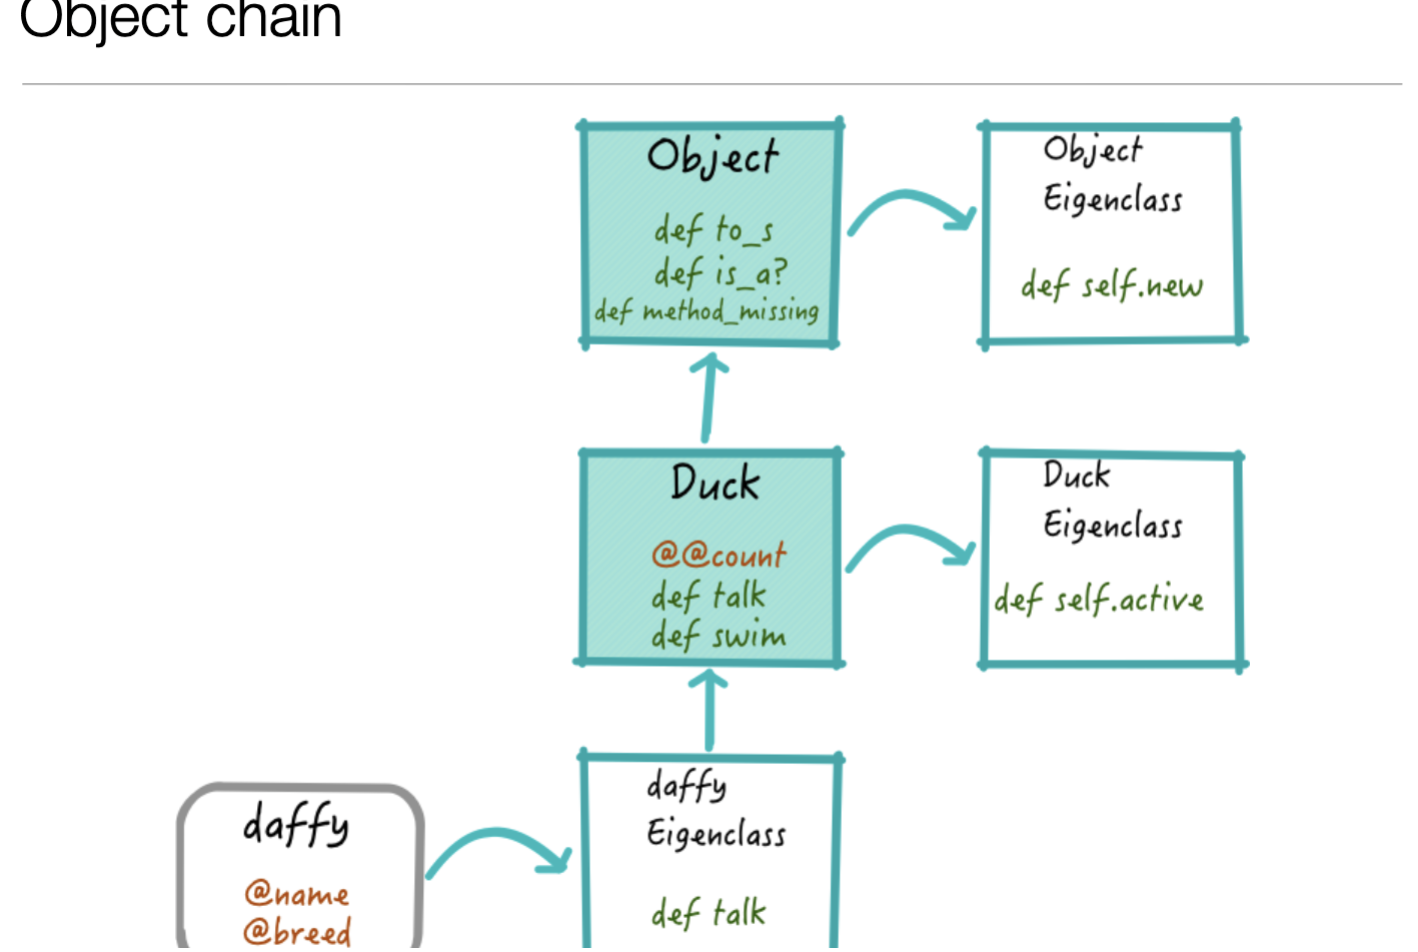 Object chain
Object
def to_s
def is_a?
def method_missing
Object
Eigenclass
def self.new
Duck
@@count
def talk
def swim
Duck
Eigenclass
def self.active
daffy
@name
@breed
daffy
Eigenclass
def talk